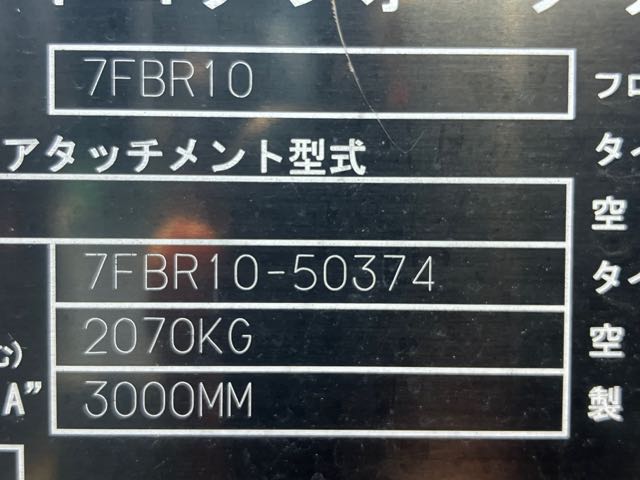 7FBR10
フロ
アタッチメント型式
タイ
空
7FBR10-50374
タイ
2070KG
空
む)
A”
3000MM
製